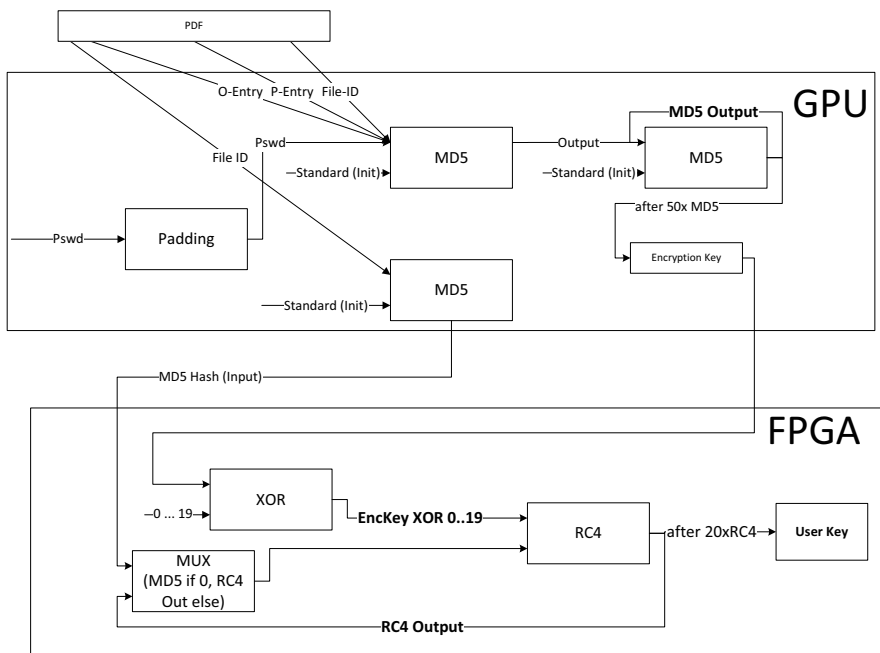 PDF
O-Entry
P-Entry
File-ID
GPU
MD5 Output
Pswd
MD5
Output
MD5
File ID
Standard (Init)
Standard (Init)
after 50x MD5
Pswd
Padding
Encryption Key
MD5
Standard (Init)
MD5 Hash (Input)
FPGA
XOR
0 ... 19
EncKey XOR 0..19
RC4
after 20xRC4
User Key
MUX
(MD5 if 0, RC4
Out else)
RC4 Output